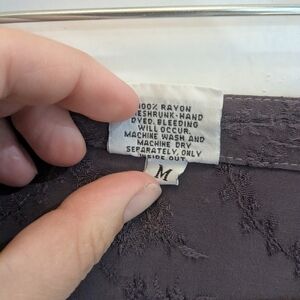 100% RAYON
PRESHRUNK-HAND
DYED. BLEEDING
WILL OCCUR.
MACHINE WASH AND
MACHINE DRY
SEPARATELY, ONLY
INSIDE OUT
M